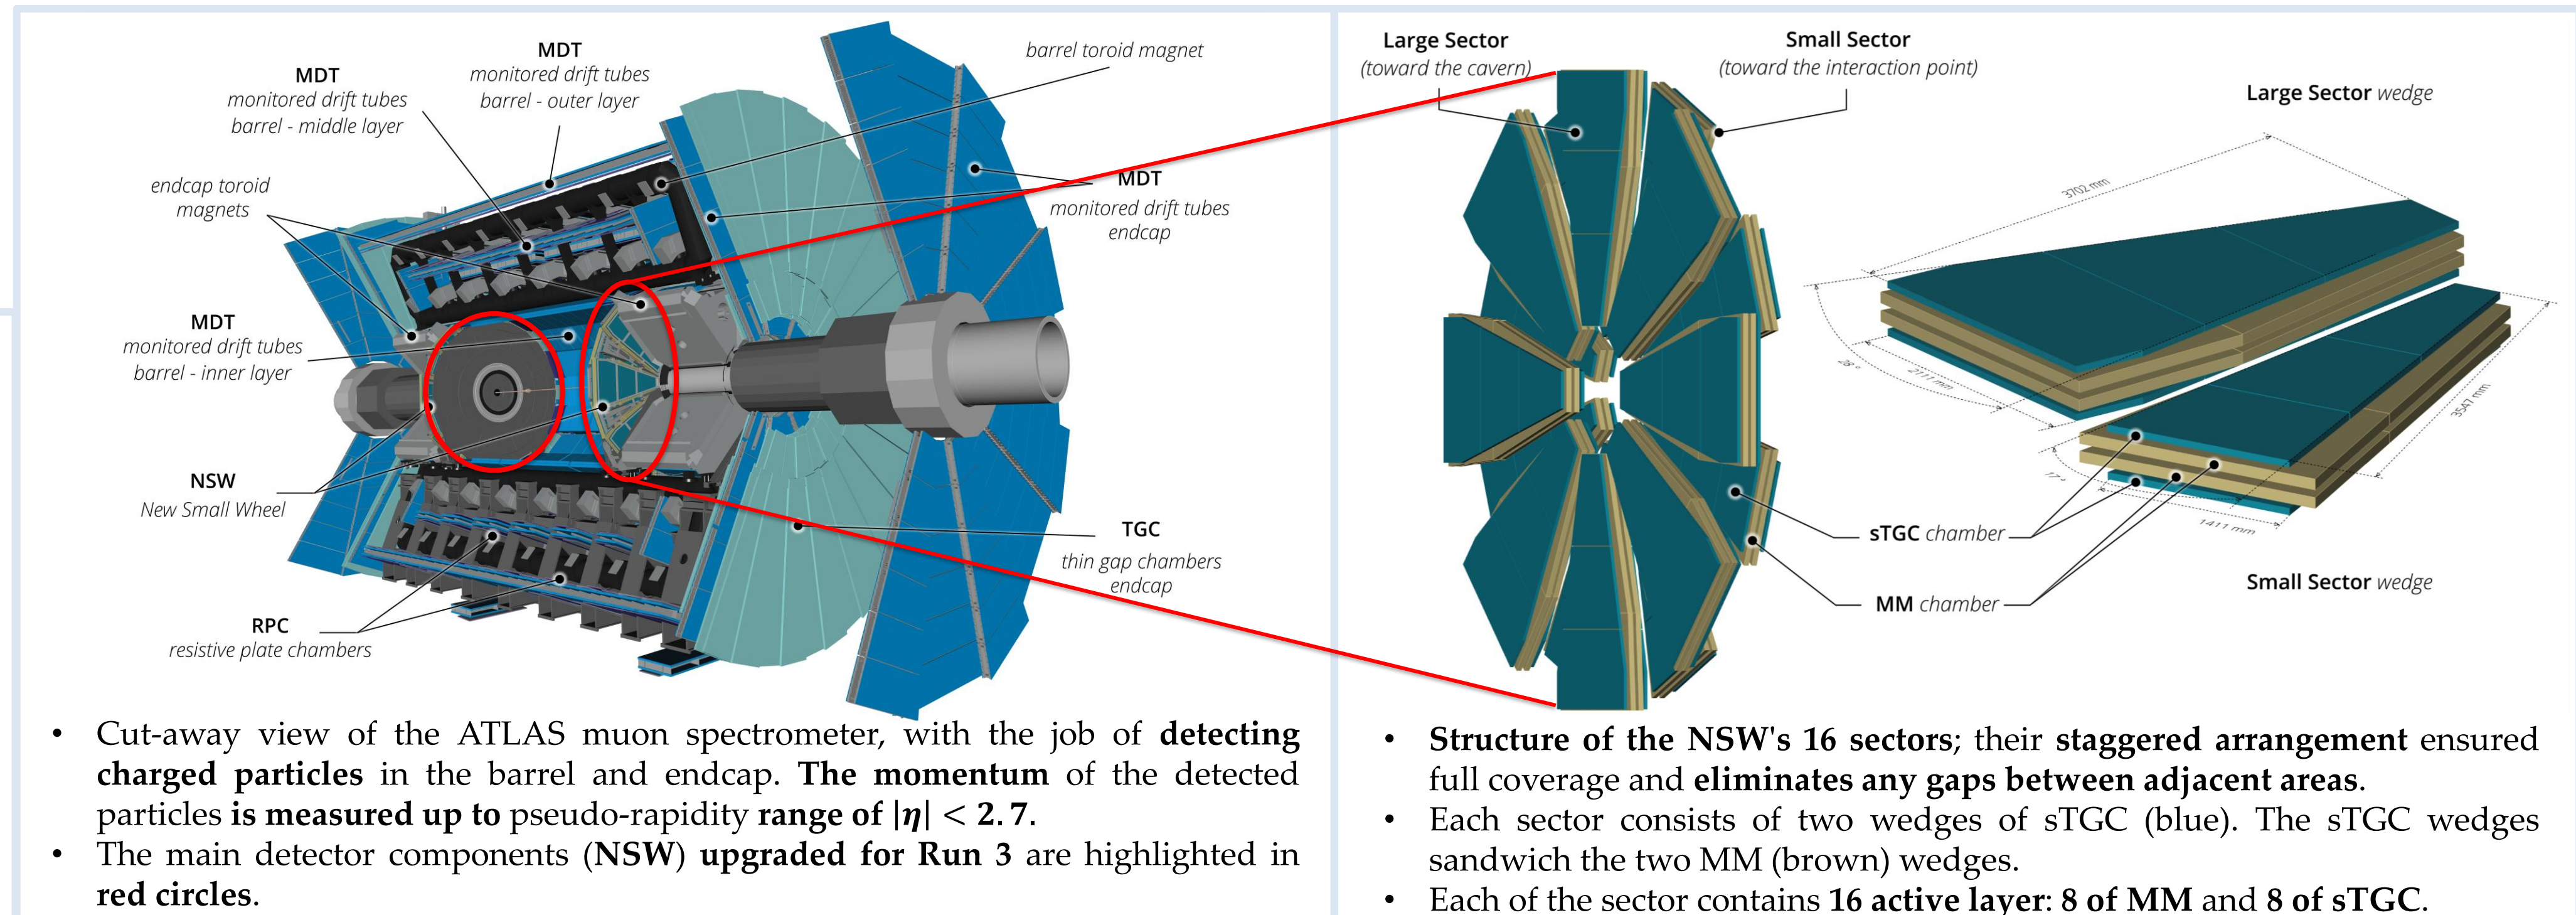 MDT
monitored drift tubes
barrel - outer layer
barrel toroid magnet
MDT
monitored drift tubes
barrel - middle layer
endcap toroid
magnets
MDT
monitored drift tubes
endcap
MDT
monitored drift tubes
barrel - inner layer
NSW
New Small Wheel
TGC
thin gap chambers
endcap
RPC
resistive plate chambers
• Cut-away view of the ATLAS muon spectrometer, with the job of detecting
charged particles in the barrel and endcap. The momentum of the detected
particles is measured up to pseudo-rapidity range of |η| < 2.7.
• The main detector components (NSW) upgraded for Run 3 are highlighted in
red circles.
Large Sector
(toward the cavern)
Small Sector
(toward the interaction point)
Large Sector wedge
3702 mm
28°
2111 mm
3547 mm
17°
1411 mm
sTGC chamber
MM chamber
Small Sector wedge
• Structure of the NSW's 16 sectors; their staggered arrangement ensured
full coverage and eliminates any gaps between adjacent areas.
• Each sector consists of two wedges of sTGC (blue). The sTGC wedges
sandwich the two MM (brown) wedges.
• Each of the sector contains 16 active layer: 8 of MM and 8 of sTGC.